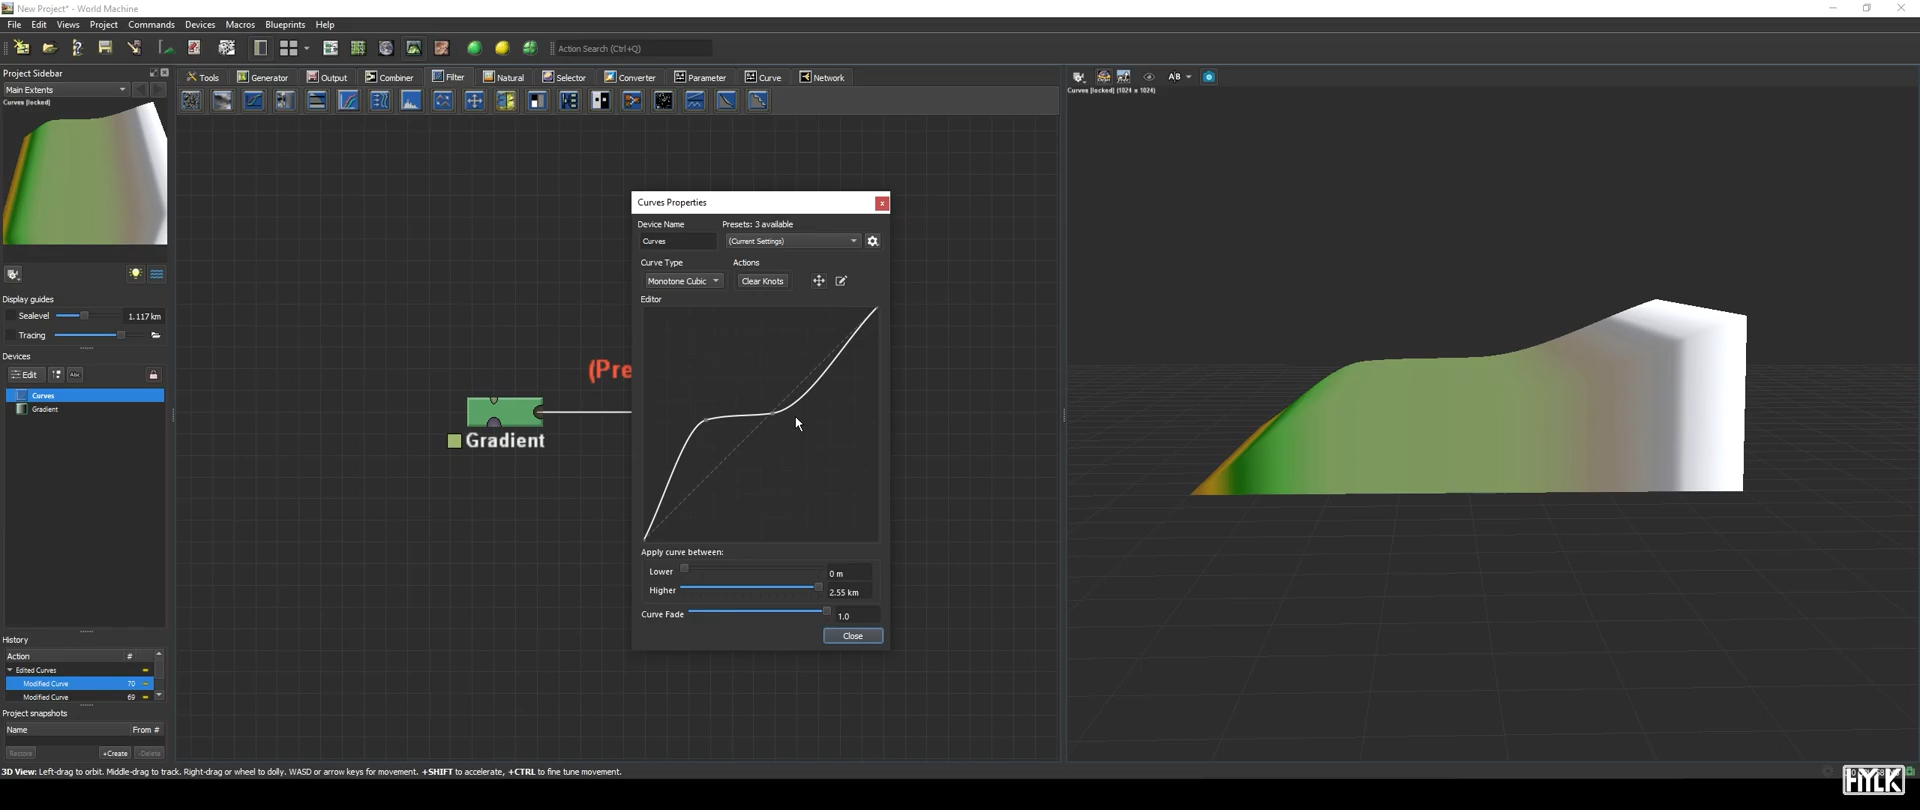 New Project* - World Machine
File Edit Views Project Commands Devices Macros Blueprints Help
Action Search (Ctrl+Q)
Project Sidebar
Tools Generator Output Combiner Filter Natural Selector Converter Parameter Curve Network
A/B
Main Extents
Curves [locked]
Curves [locked] (1024 x 1024)
Display guides
Sealevel 1.117 km
Tracing
Devices
Edit Abc
Curves
Gradient
History
Action #
Edited Curves
Modified Curve 70
Modified Curve 69
Project snapshots
Name From #
Restore +Create -Delete
(Pre
Gradient
Curves Properties
x
Device Name Presets: 3 available
Curves (Current Settings)
Curve Type Actions
Monotone Cubic Clear Knots
Editor
Apply curve between:
Lower 0 m
Higher 2.55 km
Curve Fade 1.0
Close
3D View: Left-drag to orbit. Middle-drag to track. Right-drag or wheel to dolly. WASD or arrow keys for movement. +SHIFT to accelerate, +CTRL to fine tune movement.
HYLK